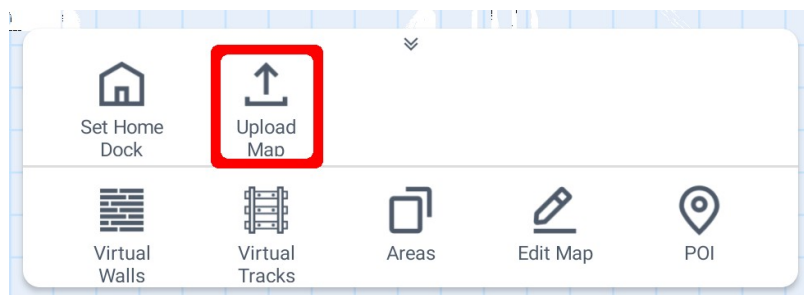 Set Home
Dock
Upload
Map
Virtual
Walls
Virtual
Tracks
Areas
Edit Map
POI